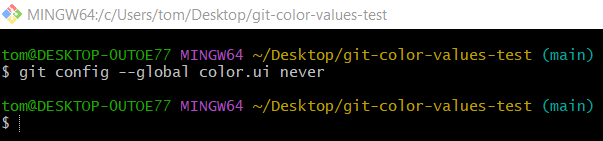 MINGW64:/c/Users/tom/Desktop/git-color-values-test
tom@DESKTOP-OUTOE77 MINGW64 ~/Desktop/git-color-values-test (main)
$ git config --global color.ui never
tom@DESKTOP-OUTOE77 MINGW64 ~/Desktop/git-color-values-test (main)
$